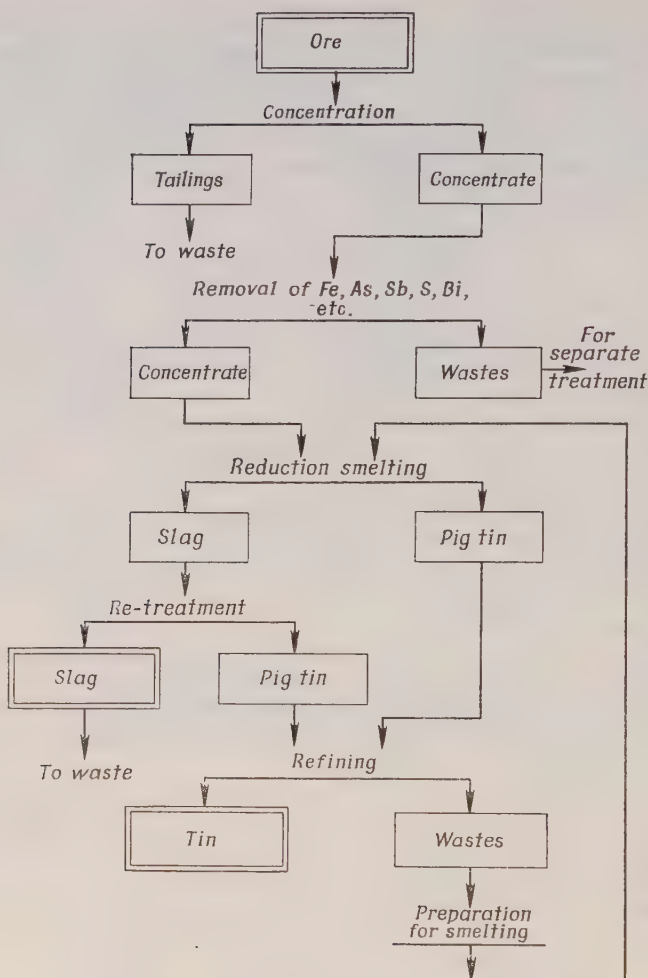 Ore
Concentration
Tailings
Concentrate
To waste
Removal of Fe, As, Sb, S, Bi,
etc.
For
separate
treatment
Concentrate
Wastes
Reduction smelting
Slag
Pig tin
Re-treatment
Slag
Pig tin
To waste
Refining
Tin
Wastes
Preparation
for smelting